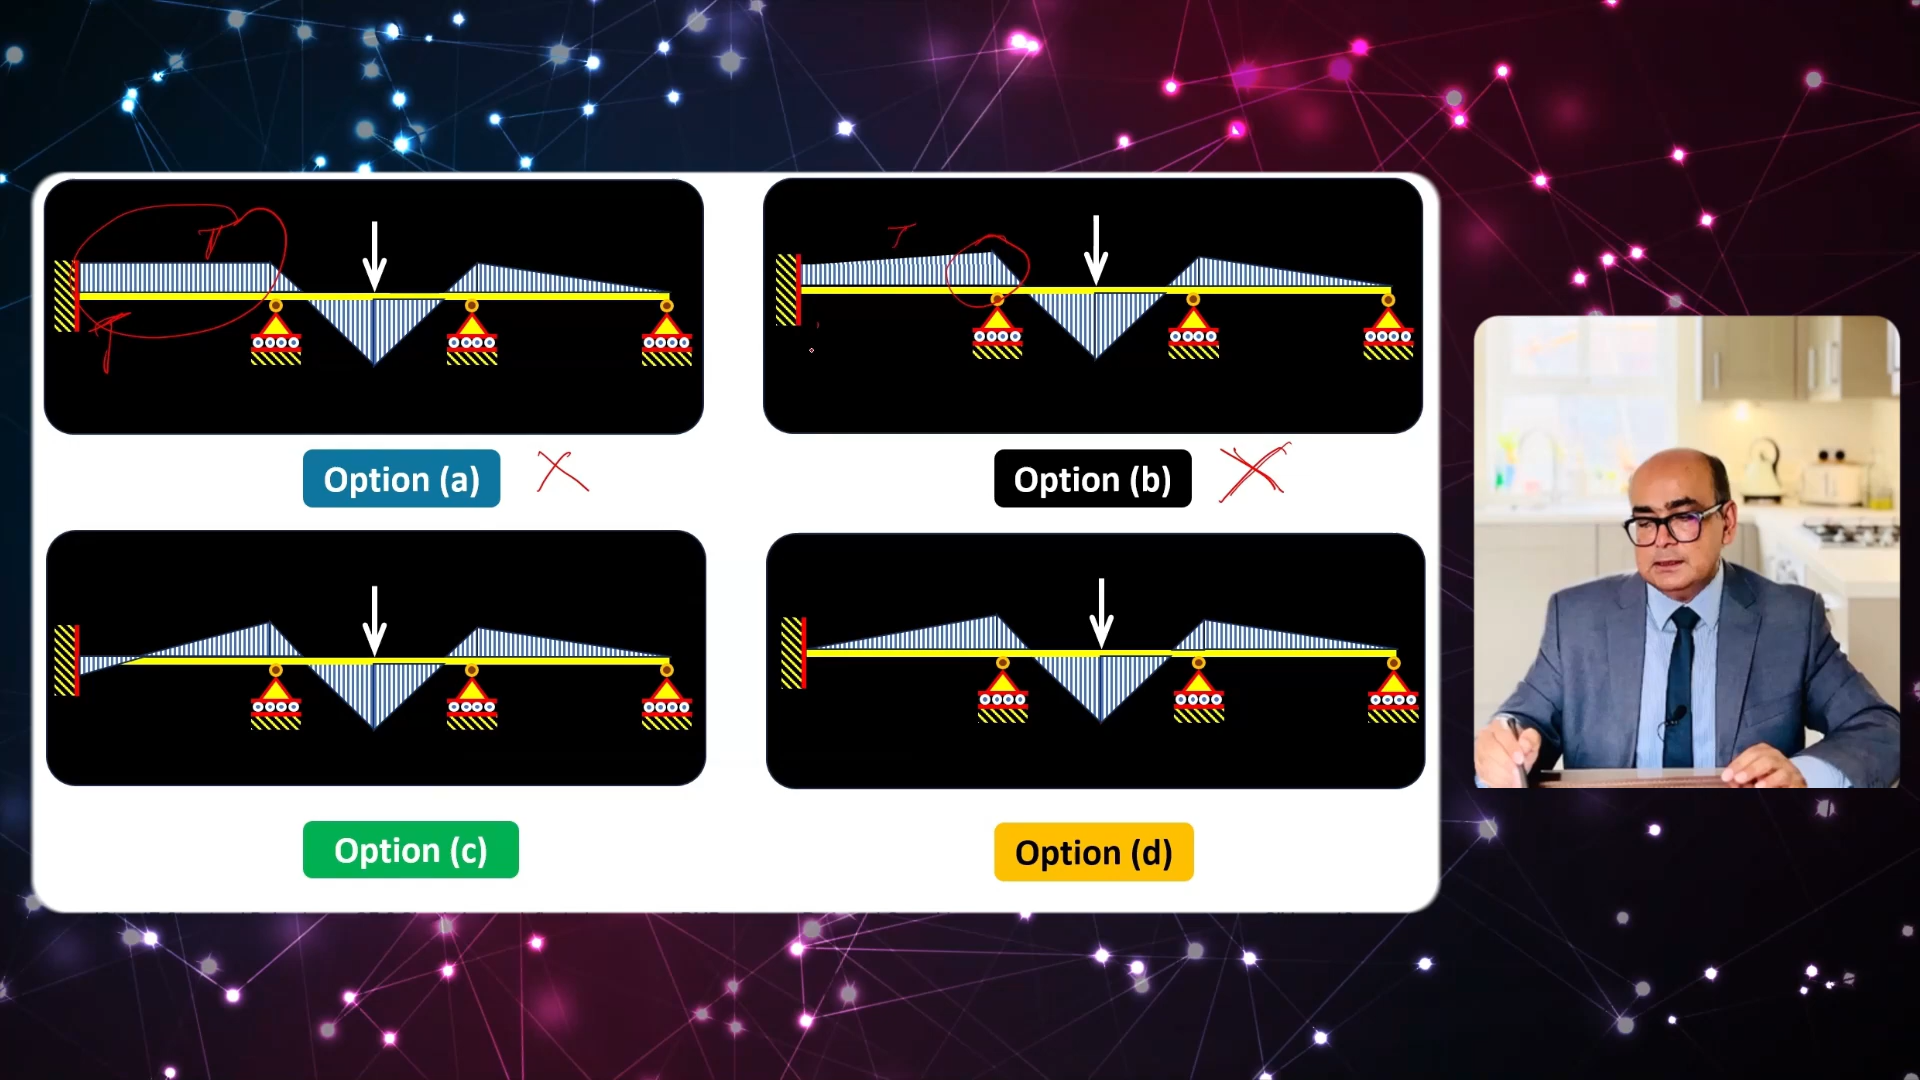 T
T
T
Option (a)
Option (b)
Option (c)
Option (d)